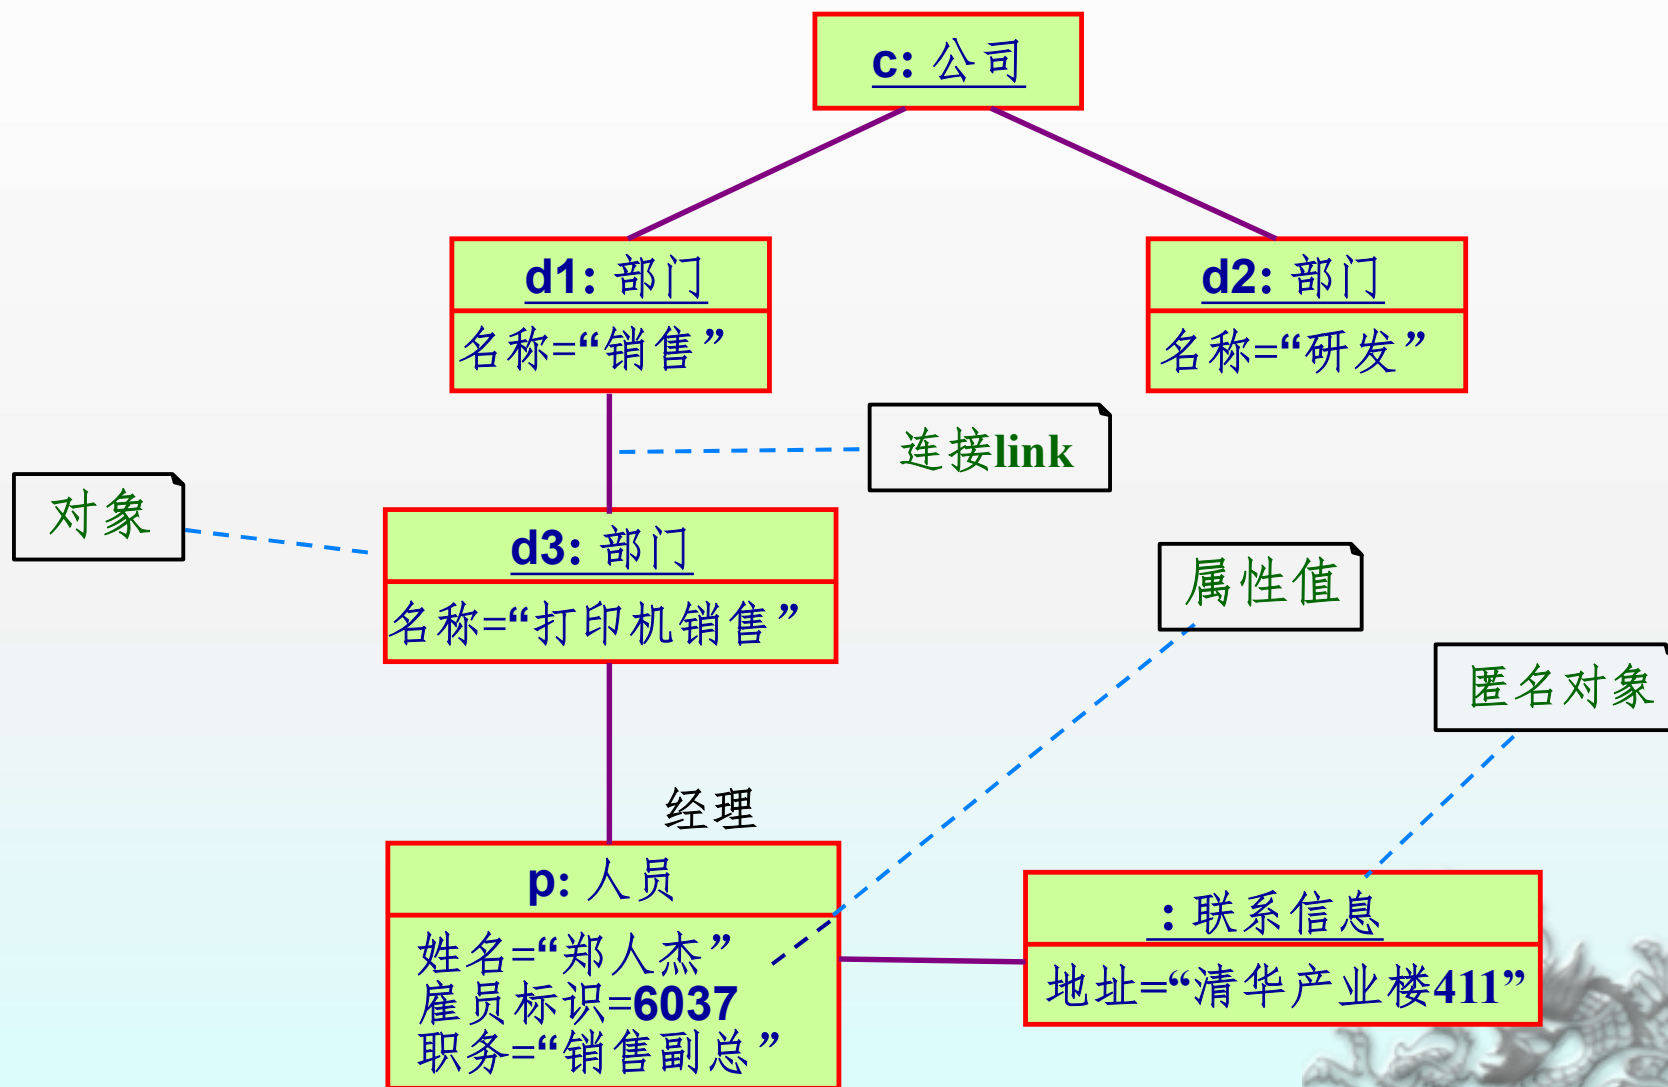 c: 公司
d1: 部门
名称=“销售”
d2: 部门
名称=“研发”
连接link
对象
d3: 部门
名称=“打印机销售”
属性值
匿名对象
经理
p: 人员
姓名=“郑人杰”
雇员标识=6037
职务=“销售副总”
: 联系信息
地址=“清华产业楼411”